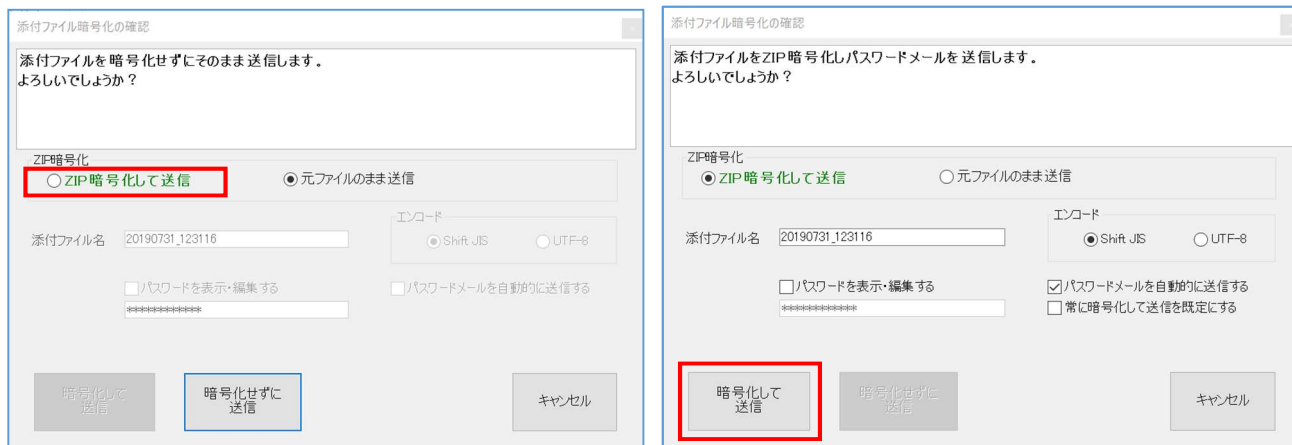 添付ファイル暗号化の確認
添付ファイルを暗号化せずにそのまま送信します。
よろしいでしょうか？
ZIP暗号化
ZIP暗号化して送信
元ファイルのまま送信
添付ファイル名
20190731_123116
エンコード
Shift JIS
UTF-8
パスワードを表示・編集する
パスワードメールを自動的に送信する
*************
暗号化して
送信
暗号化せずに
送信
キャンセル
添付ファイル暗号化の確認
添付ファイルをZIP暗号化しパスワードメールを送信します。
よろしいでしょうか？
ZIP暗号化
ZIP暗号化して送信
元ファイルのまま送信
添付ファイル名
20190731_123116
エンコード
Shift JIS
UTF-8
パスワードを表示・編集する
パスワードメールを自動的に送信する
*************
常に暗号化して送信を既定にする
暗号化して
送信
暗号化せずに
送信
キャンセル